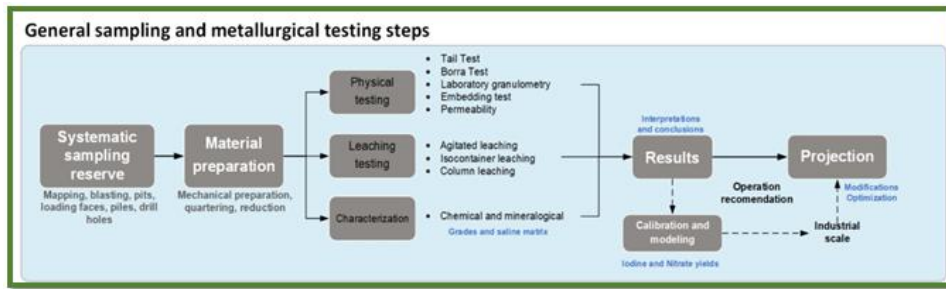 General sampling and metallurgical testing steps
Systematic
sampling
reserve
Mapping, blasting, pits,
loading faces, piles, drill
holes
Material
preparation
Mechanical preparation,
quartering, reduction
Physical
testing
• Tail Test
• Borra Test
• Laboratory granulometry
• Embedding test
• Permeability
Leaching
testing
• Agitated leaching
• Isocontainer leaching
• Column leaching
Characterization
• Chemical and mineralogical
Grades and saline matrix
Interpretations
and conclusions
Results
Calibration and
modeling
Iodine and Nitrate yields
Operation
recomendation
Projection
Modifications
Optimization
Industrial
scale